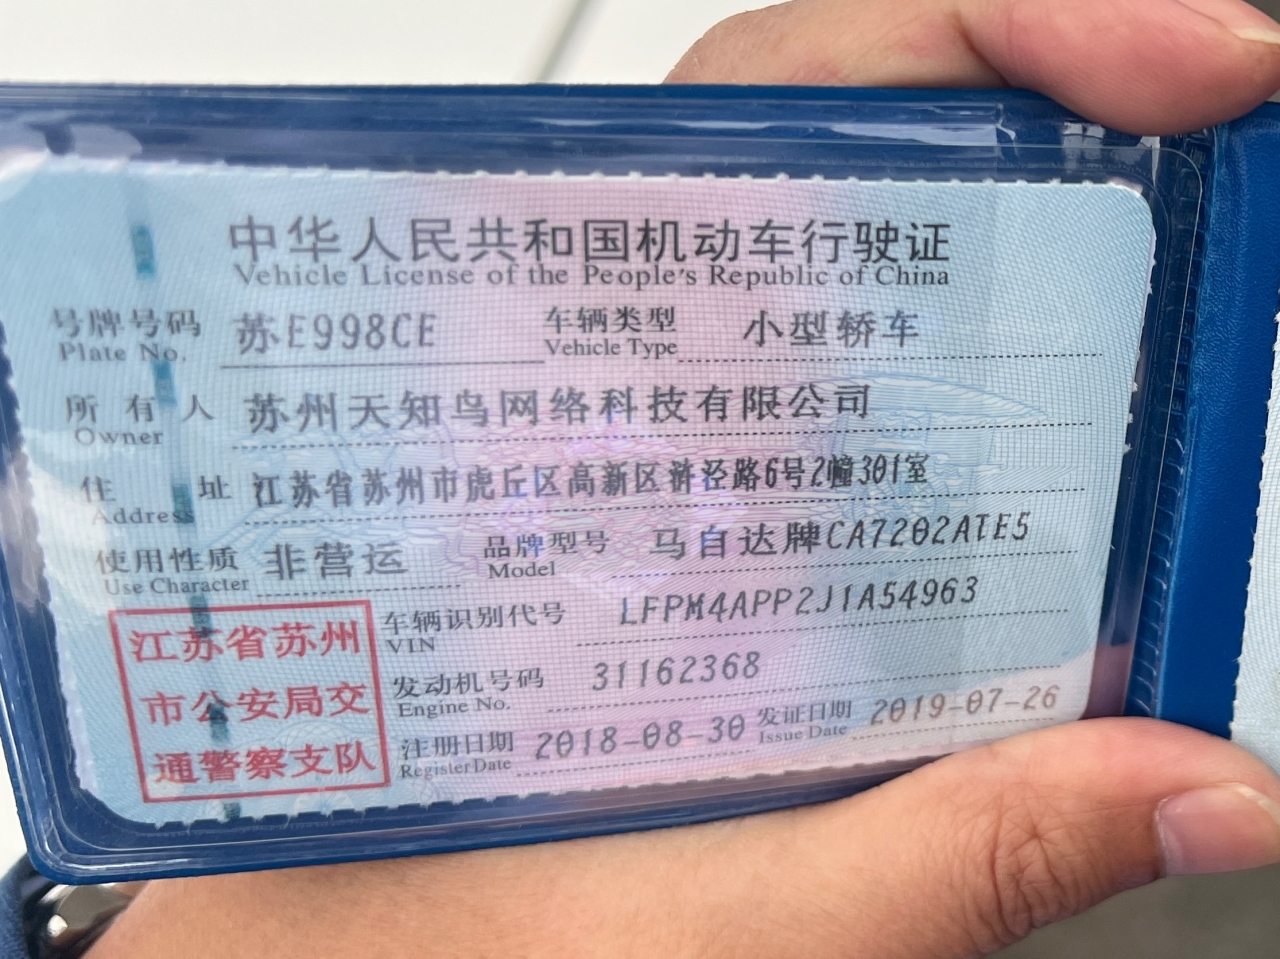 中华人民共和国机动车行驶证
Vehicle License of the People's Republic of China
号牌号码 苏E998CE 车辆类型 小型轿车
Plate No. Vehicle Type
所有人 苏州天知鸟网络科技有限公司
Owner
住址 江苏省苏州市虎丘区高新区浒泾路6号2幢301室
Address
使用性质 非营运 品牌型号 马自达牌CA7202ATE5
Use Character Model
车辆识别代号 LFPM4APP2J1A54963
VIN
发动机号码 31162368
Engine No.
注册日期 2018-08-30 发证日期 2019-07-26
Register Date Issue Date
江苏省苏州
市公安局交
通警察支队